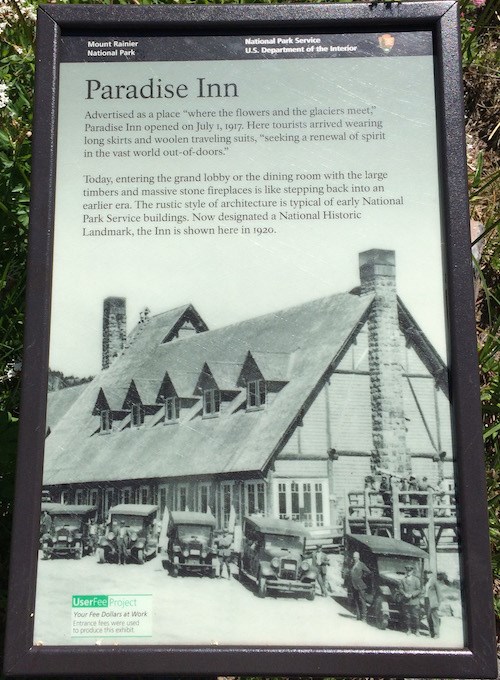 Mount Rainier
National Park
National Park Service
U.S. Department of the Interior
Paradise Inn
Advertised as a place "where the flowers and the glaciers meet,"
Paradise Inn opened on July 1, 1917. Here tourists arrived wearing
long skirts and woolen traveling suits, "seeking a renewal of spirit
in the vast world out-of-doors."
Today, entering the grand lobby or the dining room with the large
timbers and massive stone fireplaces is like stepping back into an
earlier era. The rustic style of architecture is typical of early National
Park Service buildings. Now designated a National Historic
Landmark, the Inn is shown here in 1920.
UserFee Project
Your Fee Dollars at Work
Entrance fees were used
to produce this exhibit.